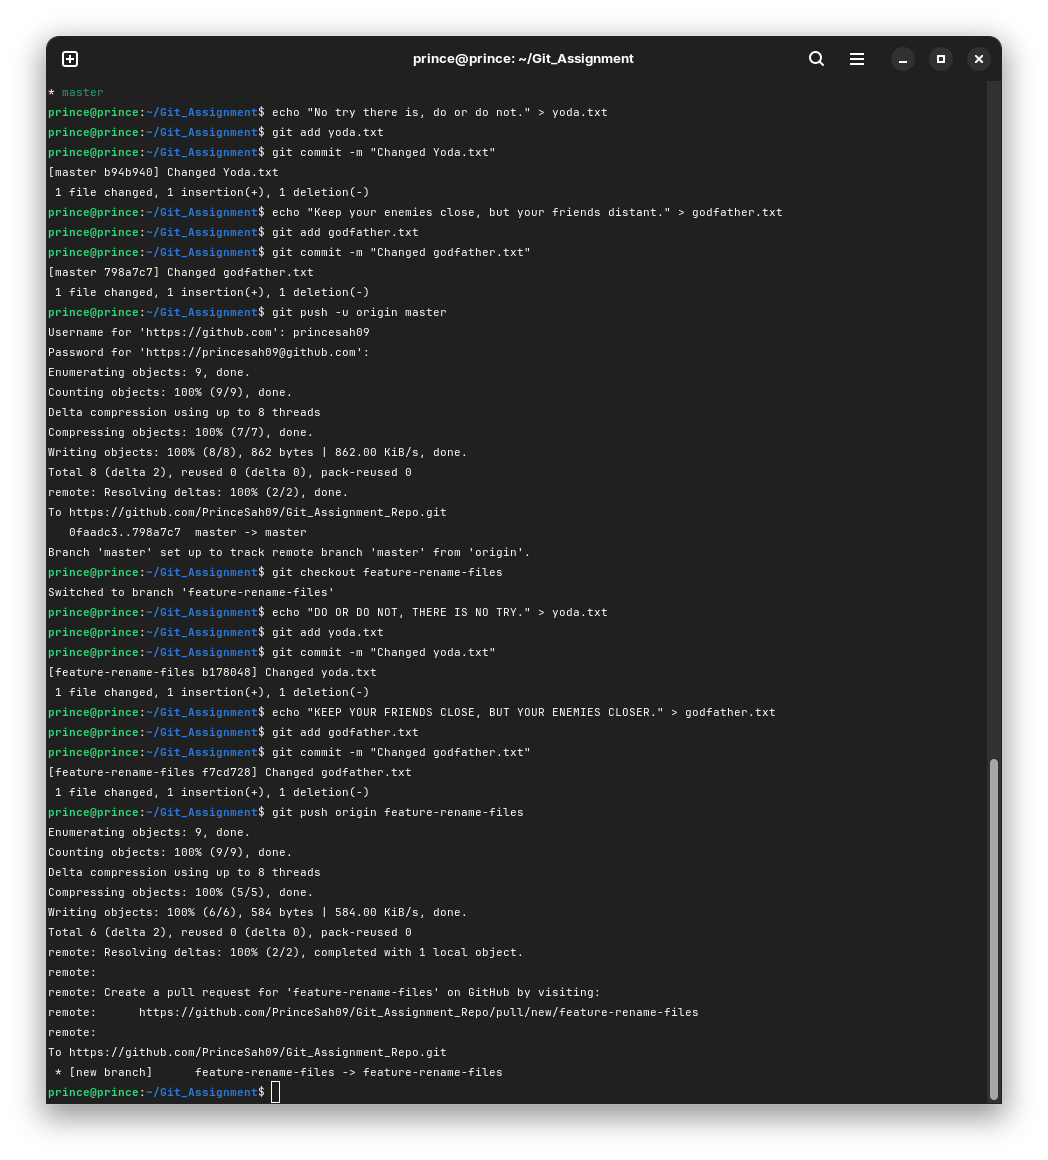 prince@prince: ~/Git_Assignment
* master
prince@prince:~/Git_Assignment$ echo "No try there is, do or do not." > yoda.txt
prince@prince:~/Git_Assignment$ git add yoda.txt
prince@prince:~/Git_Assignment$ git commit -m "Changed Yoda.txt"
[master b94b940] Changed Yoda.txt
 1 file changed, 1 insertion(+), 1 deletion(-)
prince@prince:~/Git_Assignment$ echo "Keep your enemies close, but your friends distant." > godfather.txt
prince@prince:~/Git_Assignment$ git add godfather.txt
prince@prince:~/Git_Assignment$ git commit -m "Changed godfather.txt"
[master 798a7c7] Changed godfather.txt
 1 file changed, 1 insertion(+), 1 deletion(-)
prince@prince:~/Git_Assignment$ git push -u origin master
Username for 'https://github.com': princesah09
Password for 'https://princesah09@github.com':
Enumerating objects: 9, done.
Counting objects: 100% (9/9), done.
Delta compression using up to 8 threads
Compressing objects: 100% (7/7), done.
Writing objects: 100% (8/8), 862 bytes | 862.00 KiB/s, done.
Total 8 (delta 2), reused 0 (delta 0), pack-reused 0
remote: Resolving deltas: 100% (2/2), done.
To https://github.com/PrinceSah09/Git_Assignment_Repo.git
   0faadc3..798a7c7  master -> master
Branch 'master' set up to track remote branch 'master' from 'origin'.
prince@prince:~/Git_Assignment$ git checkout feature-rename-files
Switched to branch 'feature-rename-files'
prince@prince:~/Git_Assignment$ echo "DO OR DO NOT, THERE IS NO TRY." > yoda.txt
prince@prince:~/Git_Assignment$ git add yoda.txt
prince@prince:~/Git_Assignment$ git commit -m "Changed yoda.txt"
[feature-rename-files b178048] Changed yoda.txt
 1 file changed, 1 insertion(+), 1 deletion(-)
prince@prince:~/Git_Assignment$ echo "KEEP YOUR FRIENDS CLOSE, BUT YOUR ENEMIES CLOSER." > godfather.txt
prince@prince:~/Git_Assignment$ git add godfather.txt
prince@prince:~/Git_Assignment$ git commit -m "Changed godfather.txt"
[feature-rename-files f7cd728] Changed godfather.txt
 1 file changed, 1 insertion(+), 1 deletion(-)
prince@prince:~/Git_Assignment$ git push origin feature-rename-files
Enumerating objects: 9, done.
Counting objects: 100% (9/9), done.
Delta compression using up to 8 threads
Compressing objects: 100% (5/5), done.
Writing objects: 100% (6/6), 584 bytes | 584.00 KiB/s, done.
Total 6 (delta 2), reused 0 (delta 0), pack-reused 0
remote: Resolving deltas: 100% (2/2), completed with 1 local object.
remote:
remote: Create a pull request for 'feature-rename-files' on GitHub by visiting:
remote:      https://github.com/PrinceSah09/Git_Assignment_Repo/pull/new/feature-rename-files
remote:
To https://github.com/PrinceSah09/Git_Assignment_Repo.git
 * [new branch]      feature-rename-files -> feature-rename-files
prince@prince:~/Git_Assignment$